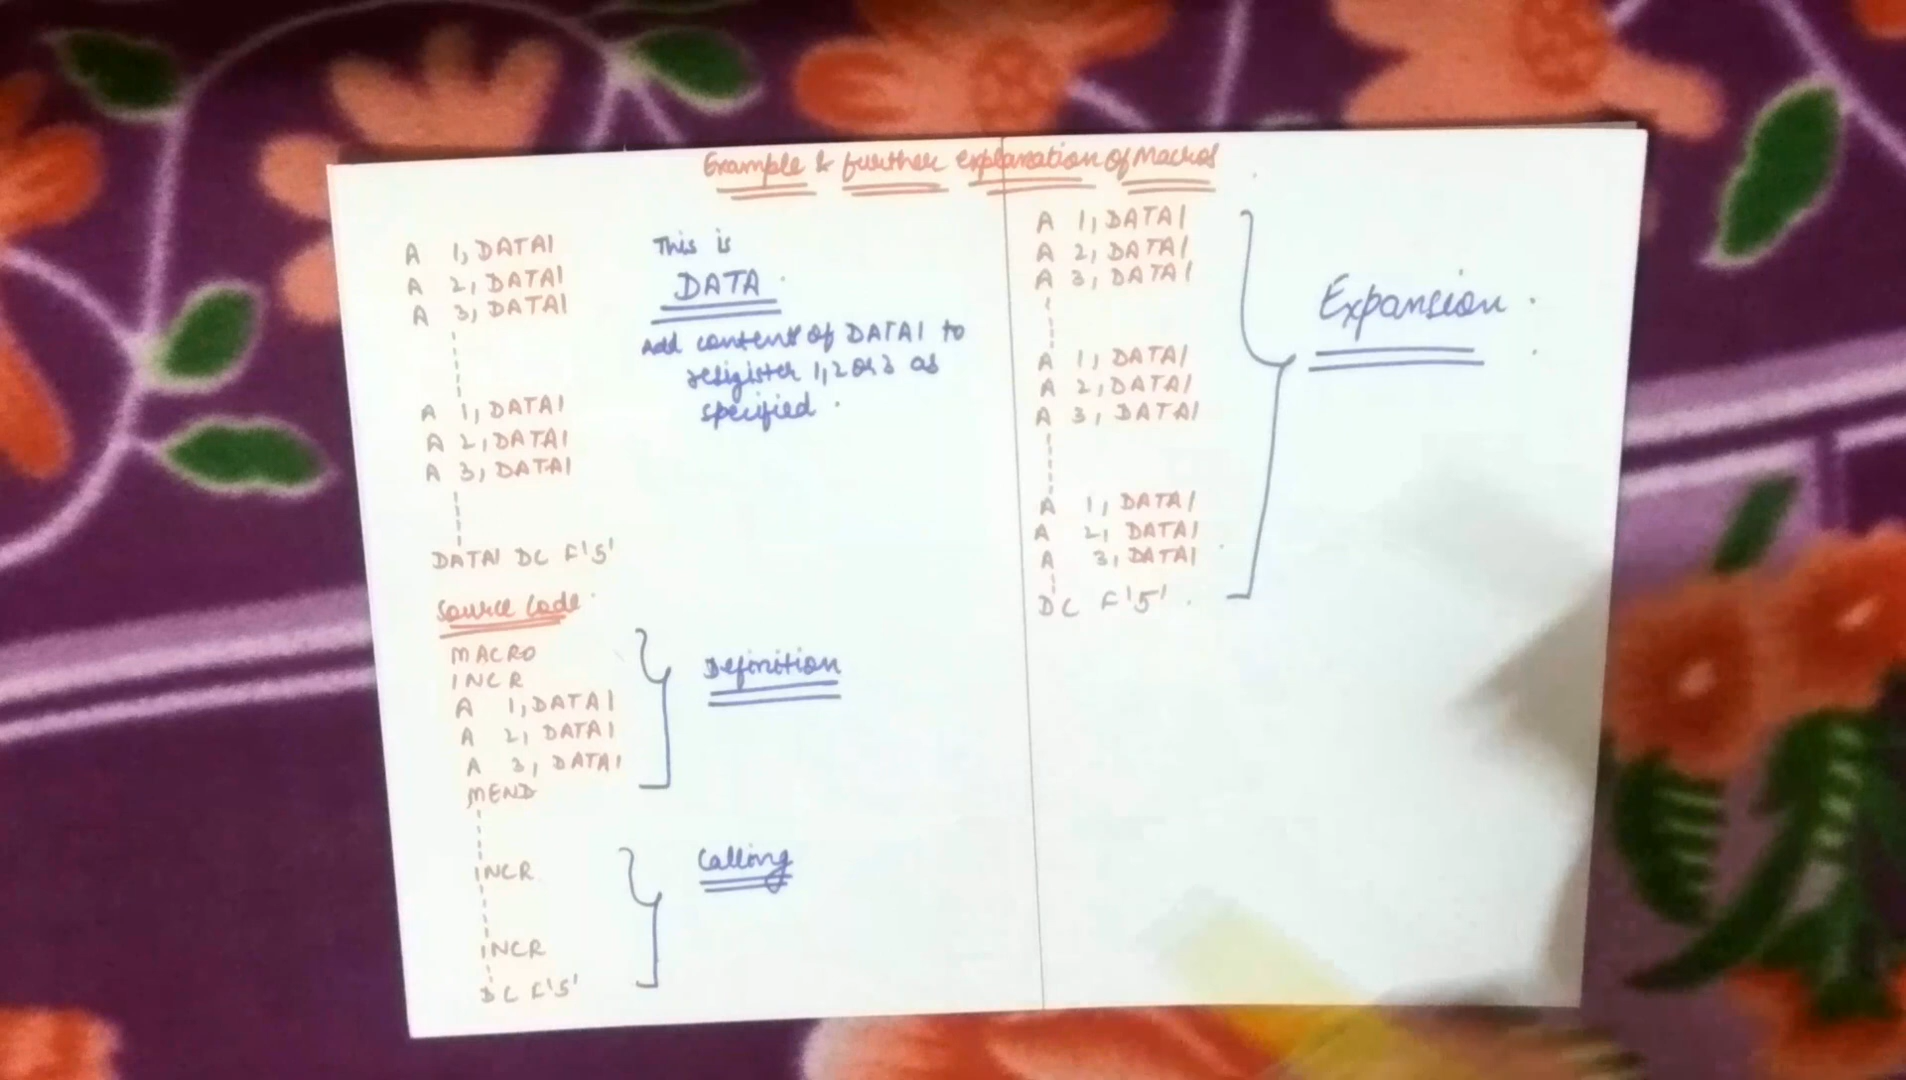 Example & further explanation of Macros
A 1, DATA1
A 2, DATA1
A 3, DATA1
A 1, DATA1
A 2, DATA1
A 3, DATA1
DATA1 DC F'5'
This is
DATA.
Add content of DATA1 to
register 1, 2 or 3 as
specified.
Source Code.
MACRO
INCR
A 1, DATA1
A 2, DATA1
A 3, DATA1
MEND
Definition
INCR
INCR
DC F'5'
Calling
A 1, DATA1
A 2, DATA1
A 3, DATA1
A 1, DATA1
A 2, DATA1
A 3, DATA1
A 1, DATA1
A 2, DATA1
A 3, DATA1
DC F'5'.
Expansion.